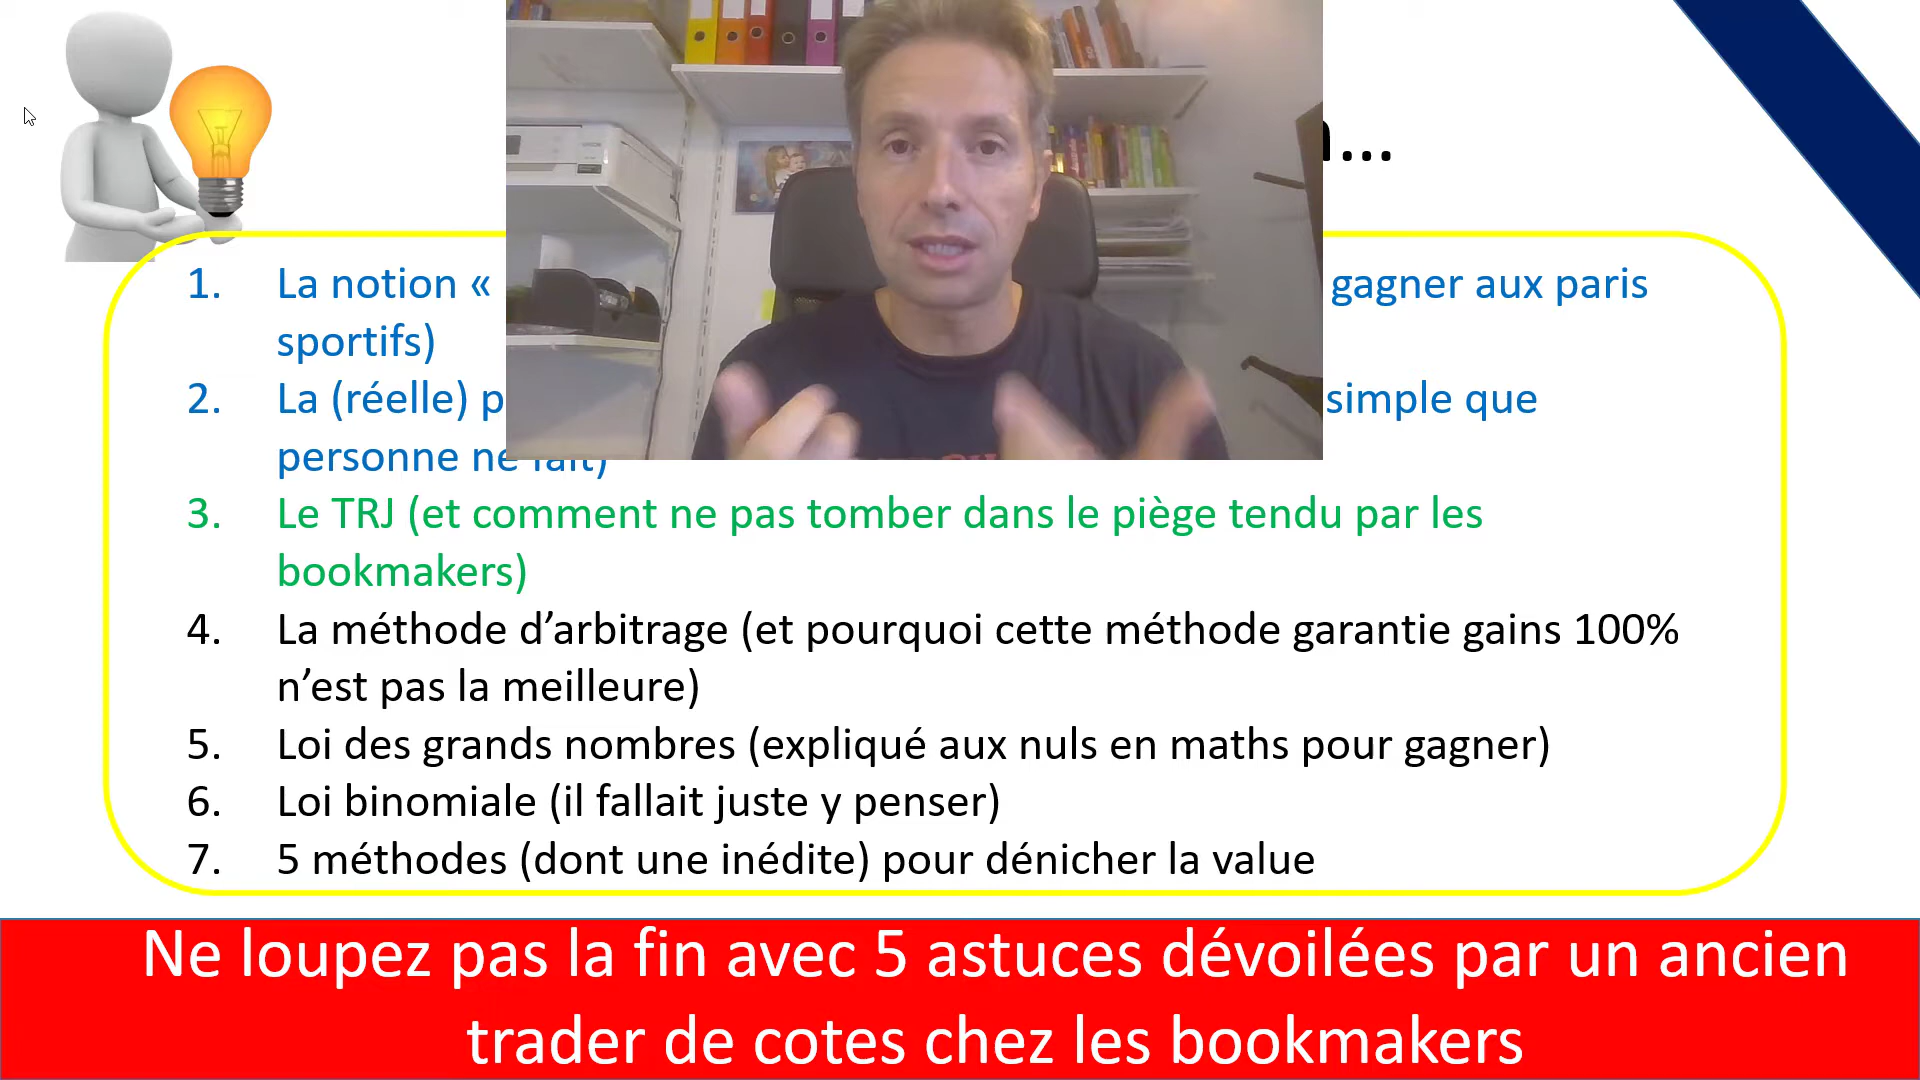 ...
1. La notion « gagner aux paris
sportifs)
2. La (réelle) simple que
personne ne fait)
3. Le TRJ (et comment ne pas tomber dans le piège tendu par les
bookmakers)
4. La méthode d’arbitrage (et pourquoi cette méthode garantie gains 100%
n’est pas la meilleure)
5. Loi des grands nombres (expliqué aux nuls en maths pour gagner)
6. Loi binomiale (il fallait juste y penser)
7. 5 méthodes (dont une inédite) pour dénicher la value
Ne loupez pas la fin avec 5 astuces dévoilées par un ancien
trader de cotes chez les bookmakers